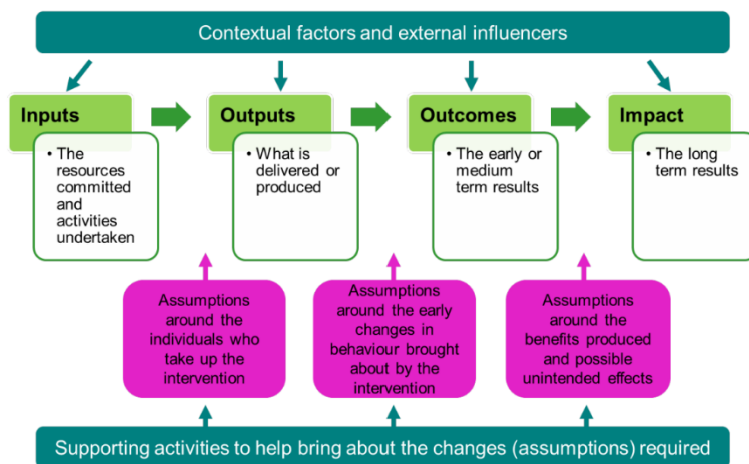 Contextual factors and external influencers
Inputs
• The
resources
committed
and
activities
undertaken
Outputs
• What is
delivered or
produced
Outcomes
• The early or
medium
term results
Impact
• The long
term results
Assumptions
around the
individuals who
take up the
intervention
Assumptions
around the early
changes in
behaviour brought
about by the
intervention
Assumptions
around the
benefits produced
and possible
unintended effects
Supporting activities to help bring about the changes (assumptions) required